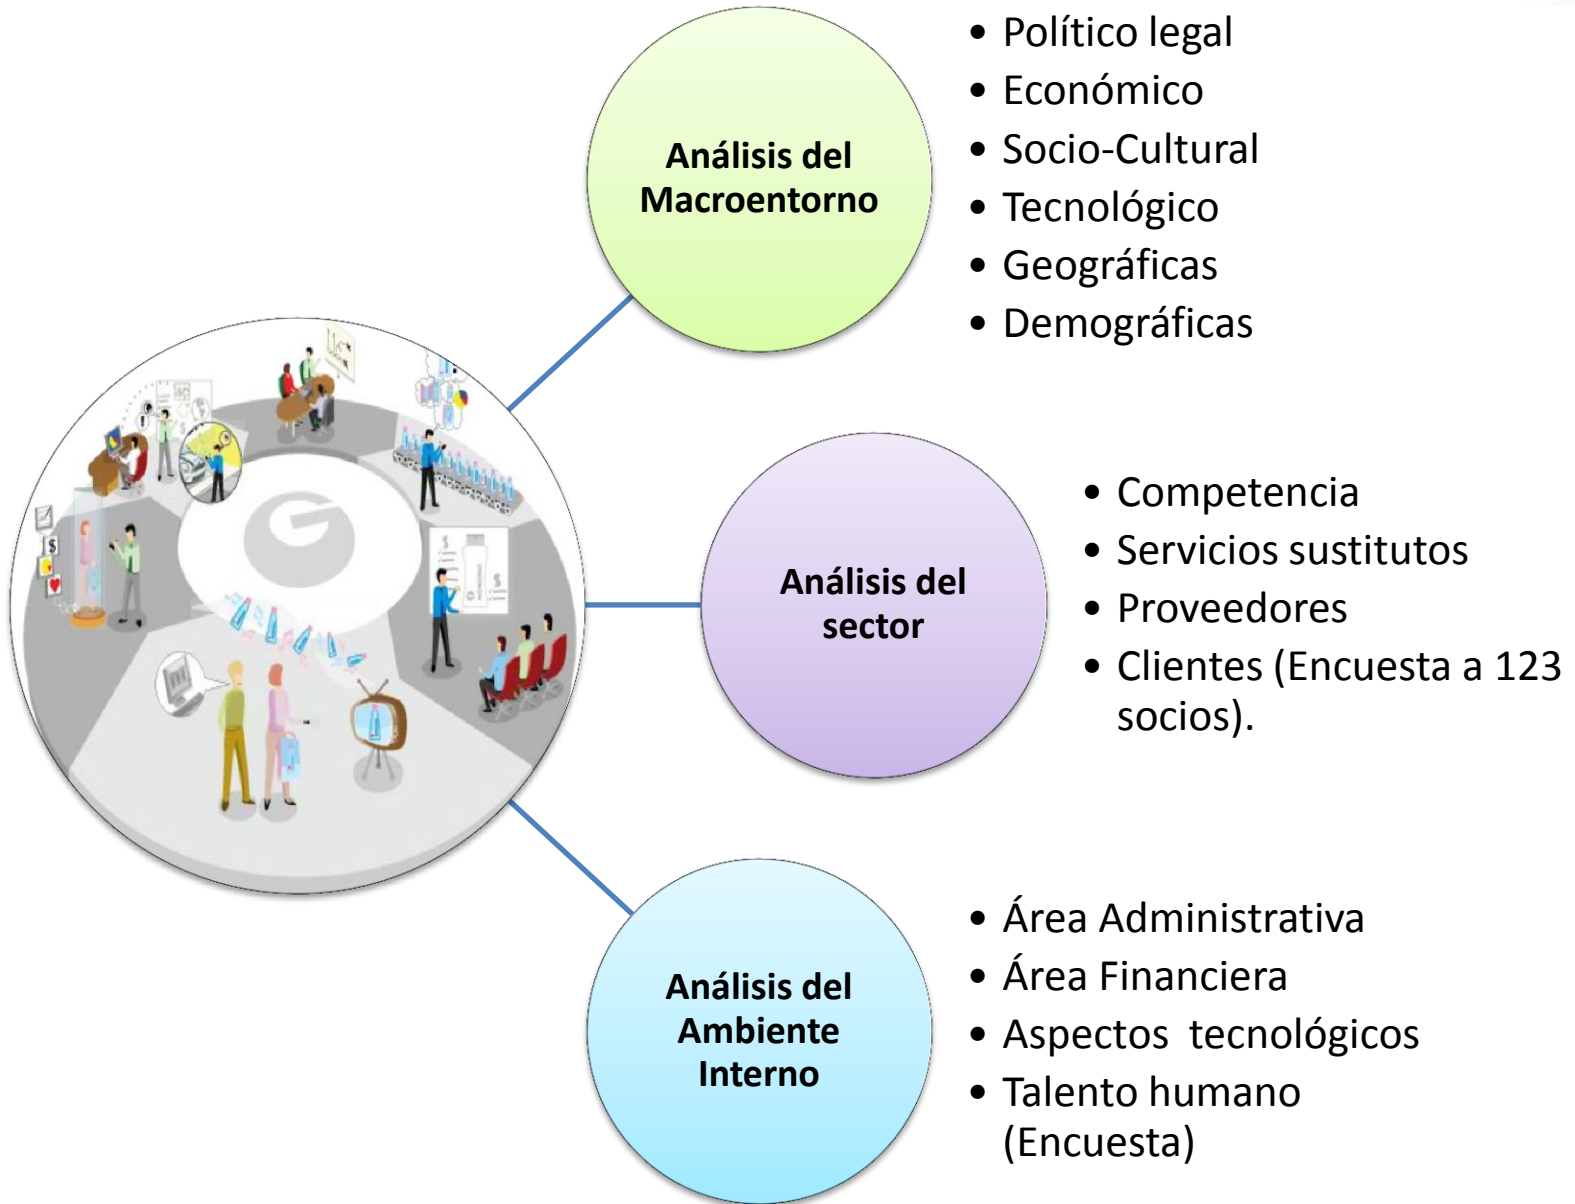 Análisis del
Macroentorno
• Político legal
• Económico
• Socio-Cultural
• Tecnológico
• Geográficas
• Demográficas
Análisis del
sector
• Competencia
• Servicios sustitutos
• Proveedores
• Clientes (Encuesta a 123
socios).
Análisis del
Ambiente
Interno
• Área Administrativa
• Área Financiera
• Aspectos  tecnológicos
• Talento humano
(Encuesta)